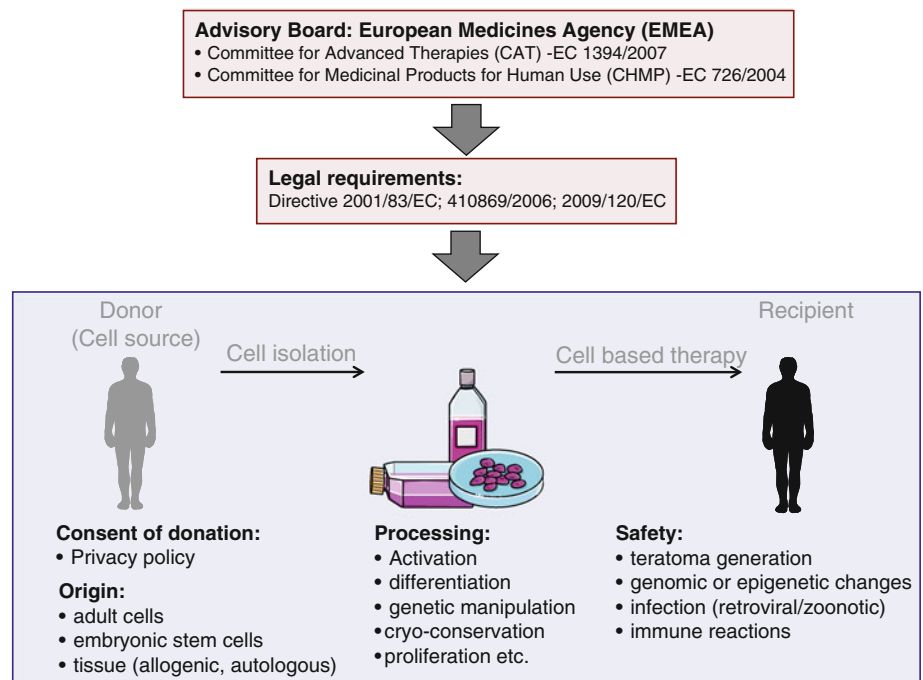 Advisory Board: European Medicines Agency (EMEA)
• Committee for Advanced Therapies (CAT) -EC 1394/2007
• Committee for Medicinal Products for Human Use (CHMP) -EC 726/2004
Legal requirements:
Directive 2001/83/EC; 410869/2006; 2009/120/EC
Donor
(Cell source)
Cell isolation
Cell based therapy
Recipient
Consent of donation:
• Privacy policy
Origin:
• adult cells
• embryonic stem cells
• tissue (allogenic, autologous)
Processing:
• Activation
• differentiation
• genetic manipulation
•cryo-conservation
•proliferation etc.
Safety:
• teratoma generation
• genomic or epigenetic changes
• infection (retroviral/zoonotic)
• immune reactions